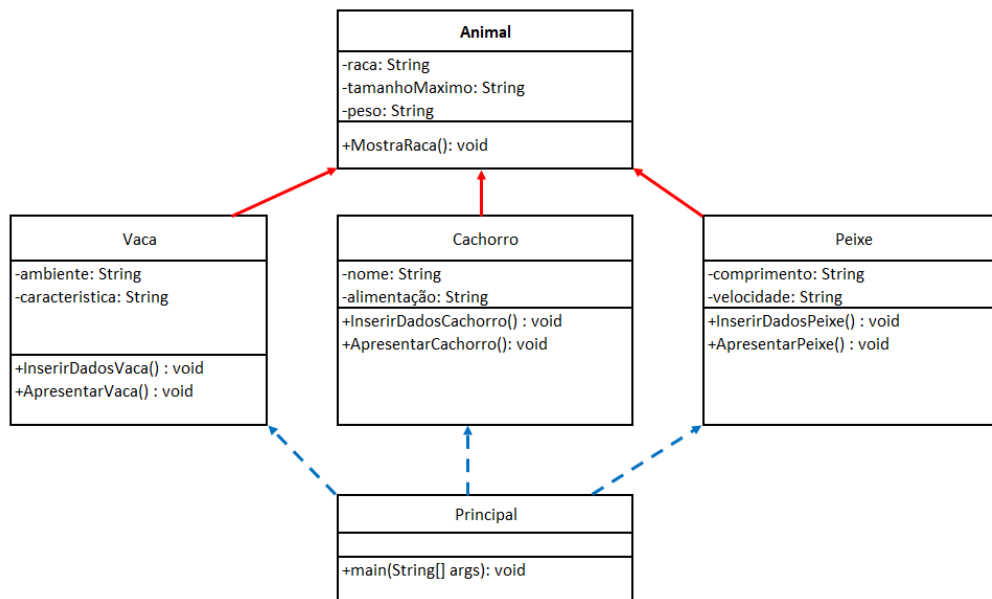 Animal
-raca: String
-tamanhoMaximo: String
-peso: String
+MostraRaca(): void
Vaca
-ambiente: String
-caracteristica: String
+InserirDadosVaca() : void
+ApresentarVaca() : void
Cachorro
-nome: String
-alimentação: String
+InserirDadosCachorro() : void
+ApresentarCachorro(): void
Peixe
-comprimento: String
-velocidade: String
+InserirDadosPeixe() : void
+ApresentarPeixe() : void
Principal
+main(String[] args): void